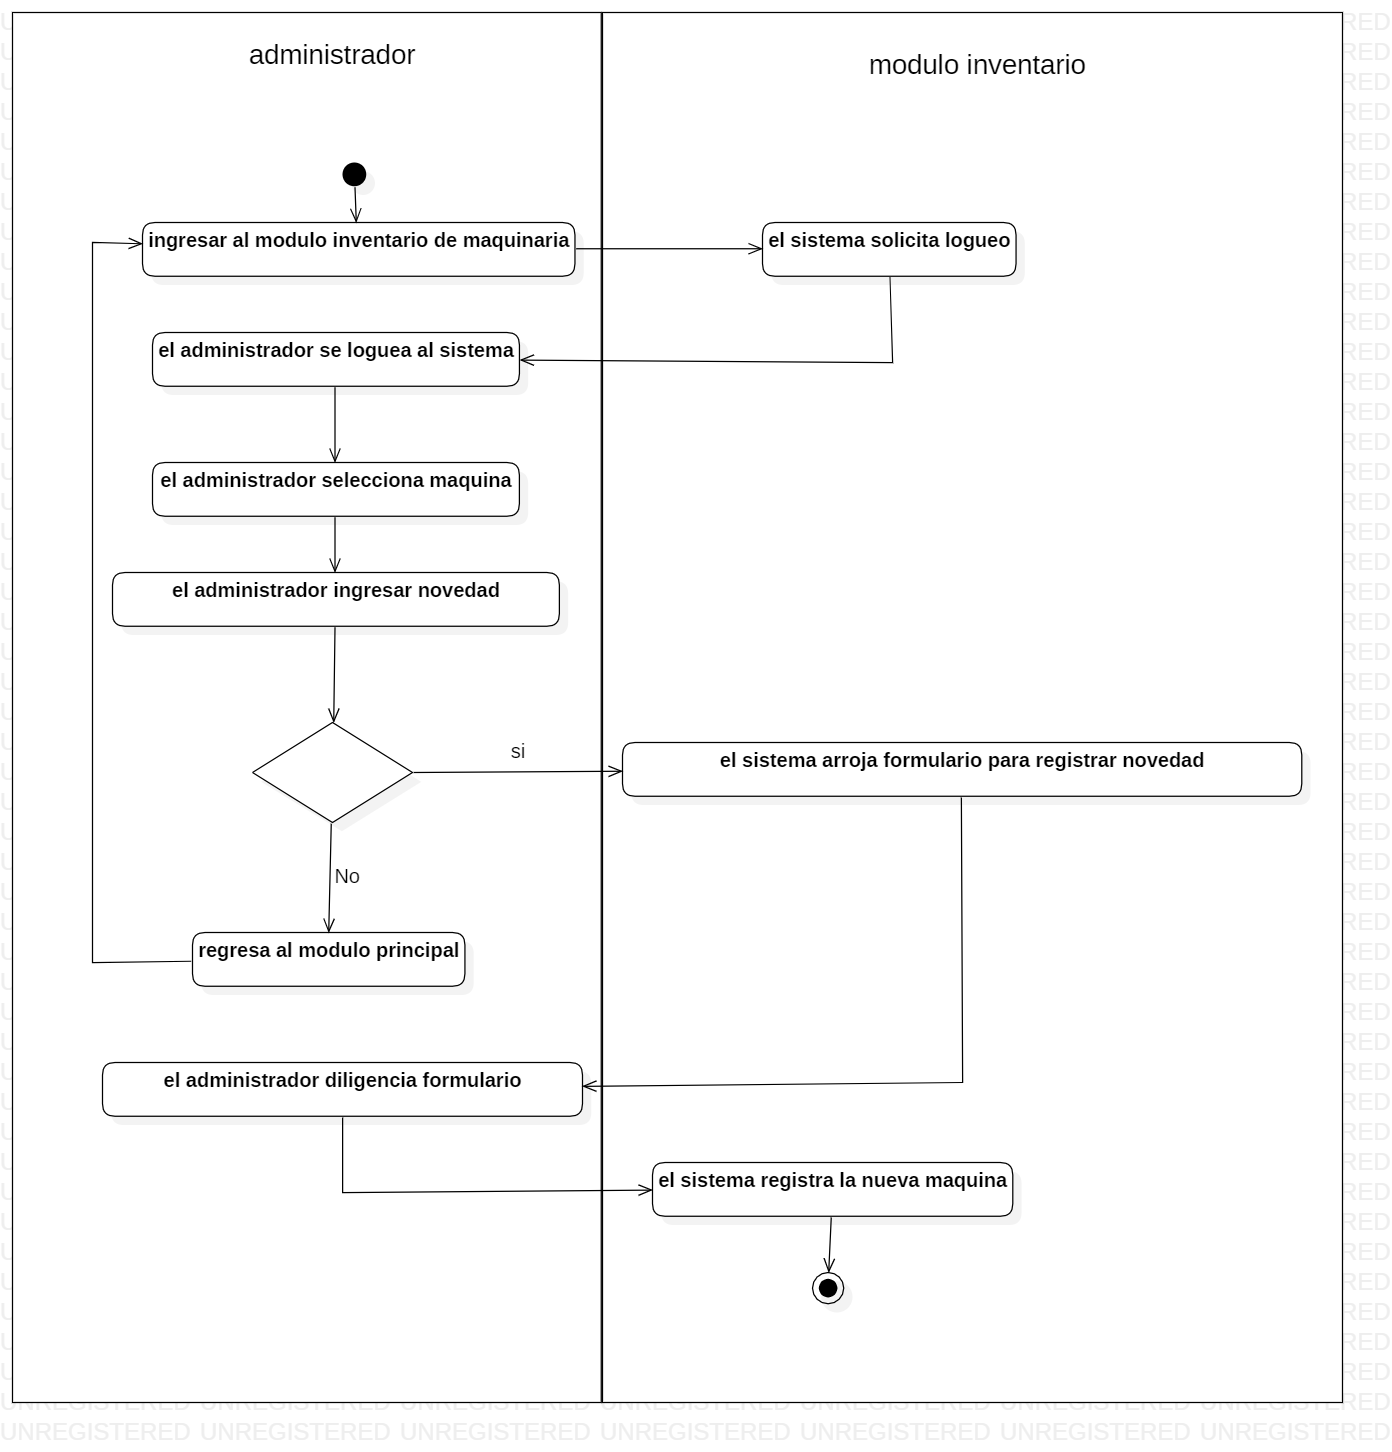 administrador
modulo inventario
ingresar al modulo inventario de maquinaria
el sistema solicita logueo
el administrador se loguea al sistema
el administrador selecciona maquina
el administrador ingresar novedad
si
el sistema arroja formulario para registrar novedad
No
regresa al modulo principal
el administrador diligencia formulario
el sistema registra la nueva maquina
UNREGISTERED UNREGISTERED UNREGISTERED UNREGISTERED UNREGISTERED UNREGISTERED UNREGISTERED